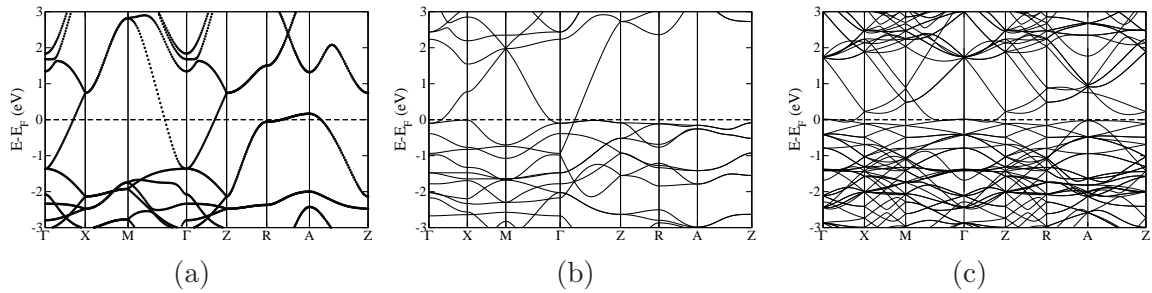 3
2
1
0
-1
-2
-3
E-E_F (eV)
Γ X M Γ Z R A Z
(a)
3
2
1
0
-1
-2
-3
E-E_F (eV)
Γ X M Γ Z R A Z
(b)
3
2
1
0
-1
-2
-3
E-E_F (eV)
Γ X M Γ Z R A Z
(c)